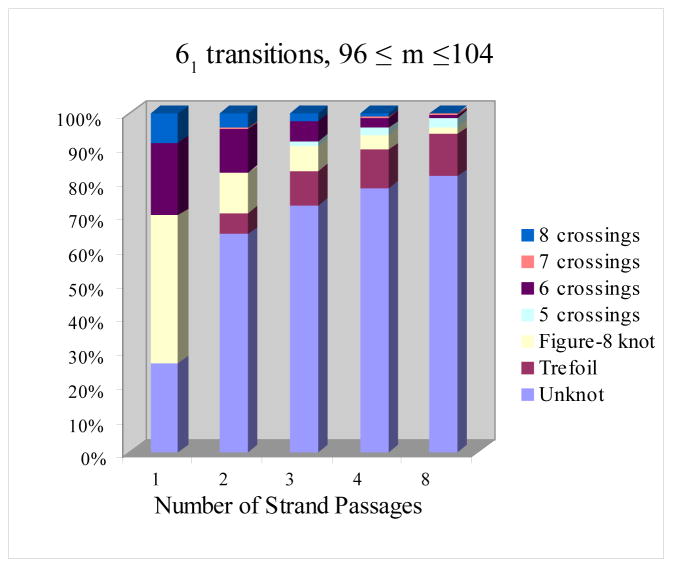 6₁ transitions, 96 ≤ m ≤104
100%
90%
80%
70%
60%
50%
40%
30%
20%
10%
0%
1 2 3 4 8
Number of Strand Passages
8 crossings
7 crossings
6 crossings
5 crossings
Figure-8 knot
Trefoil
Unknot